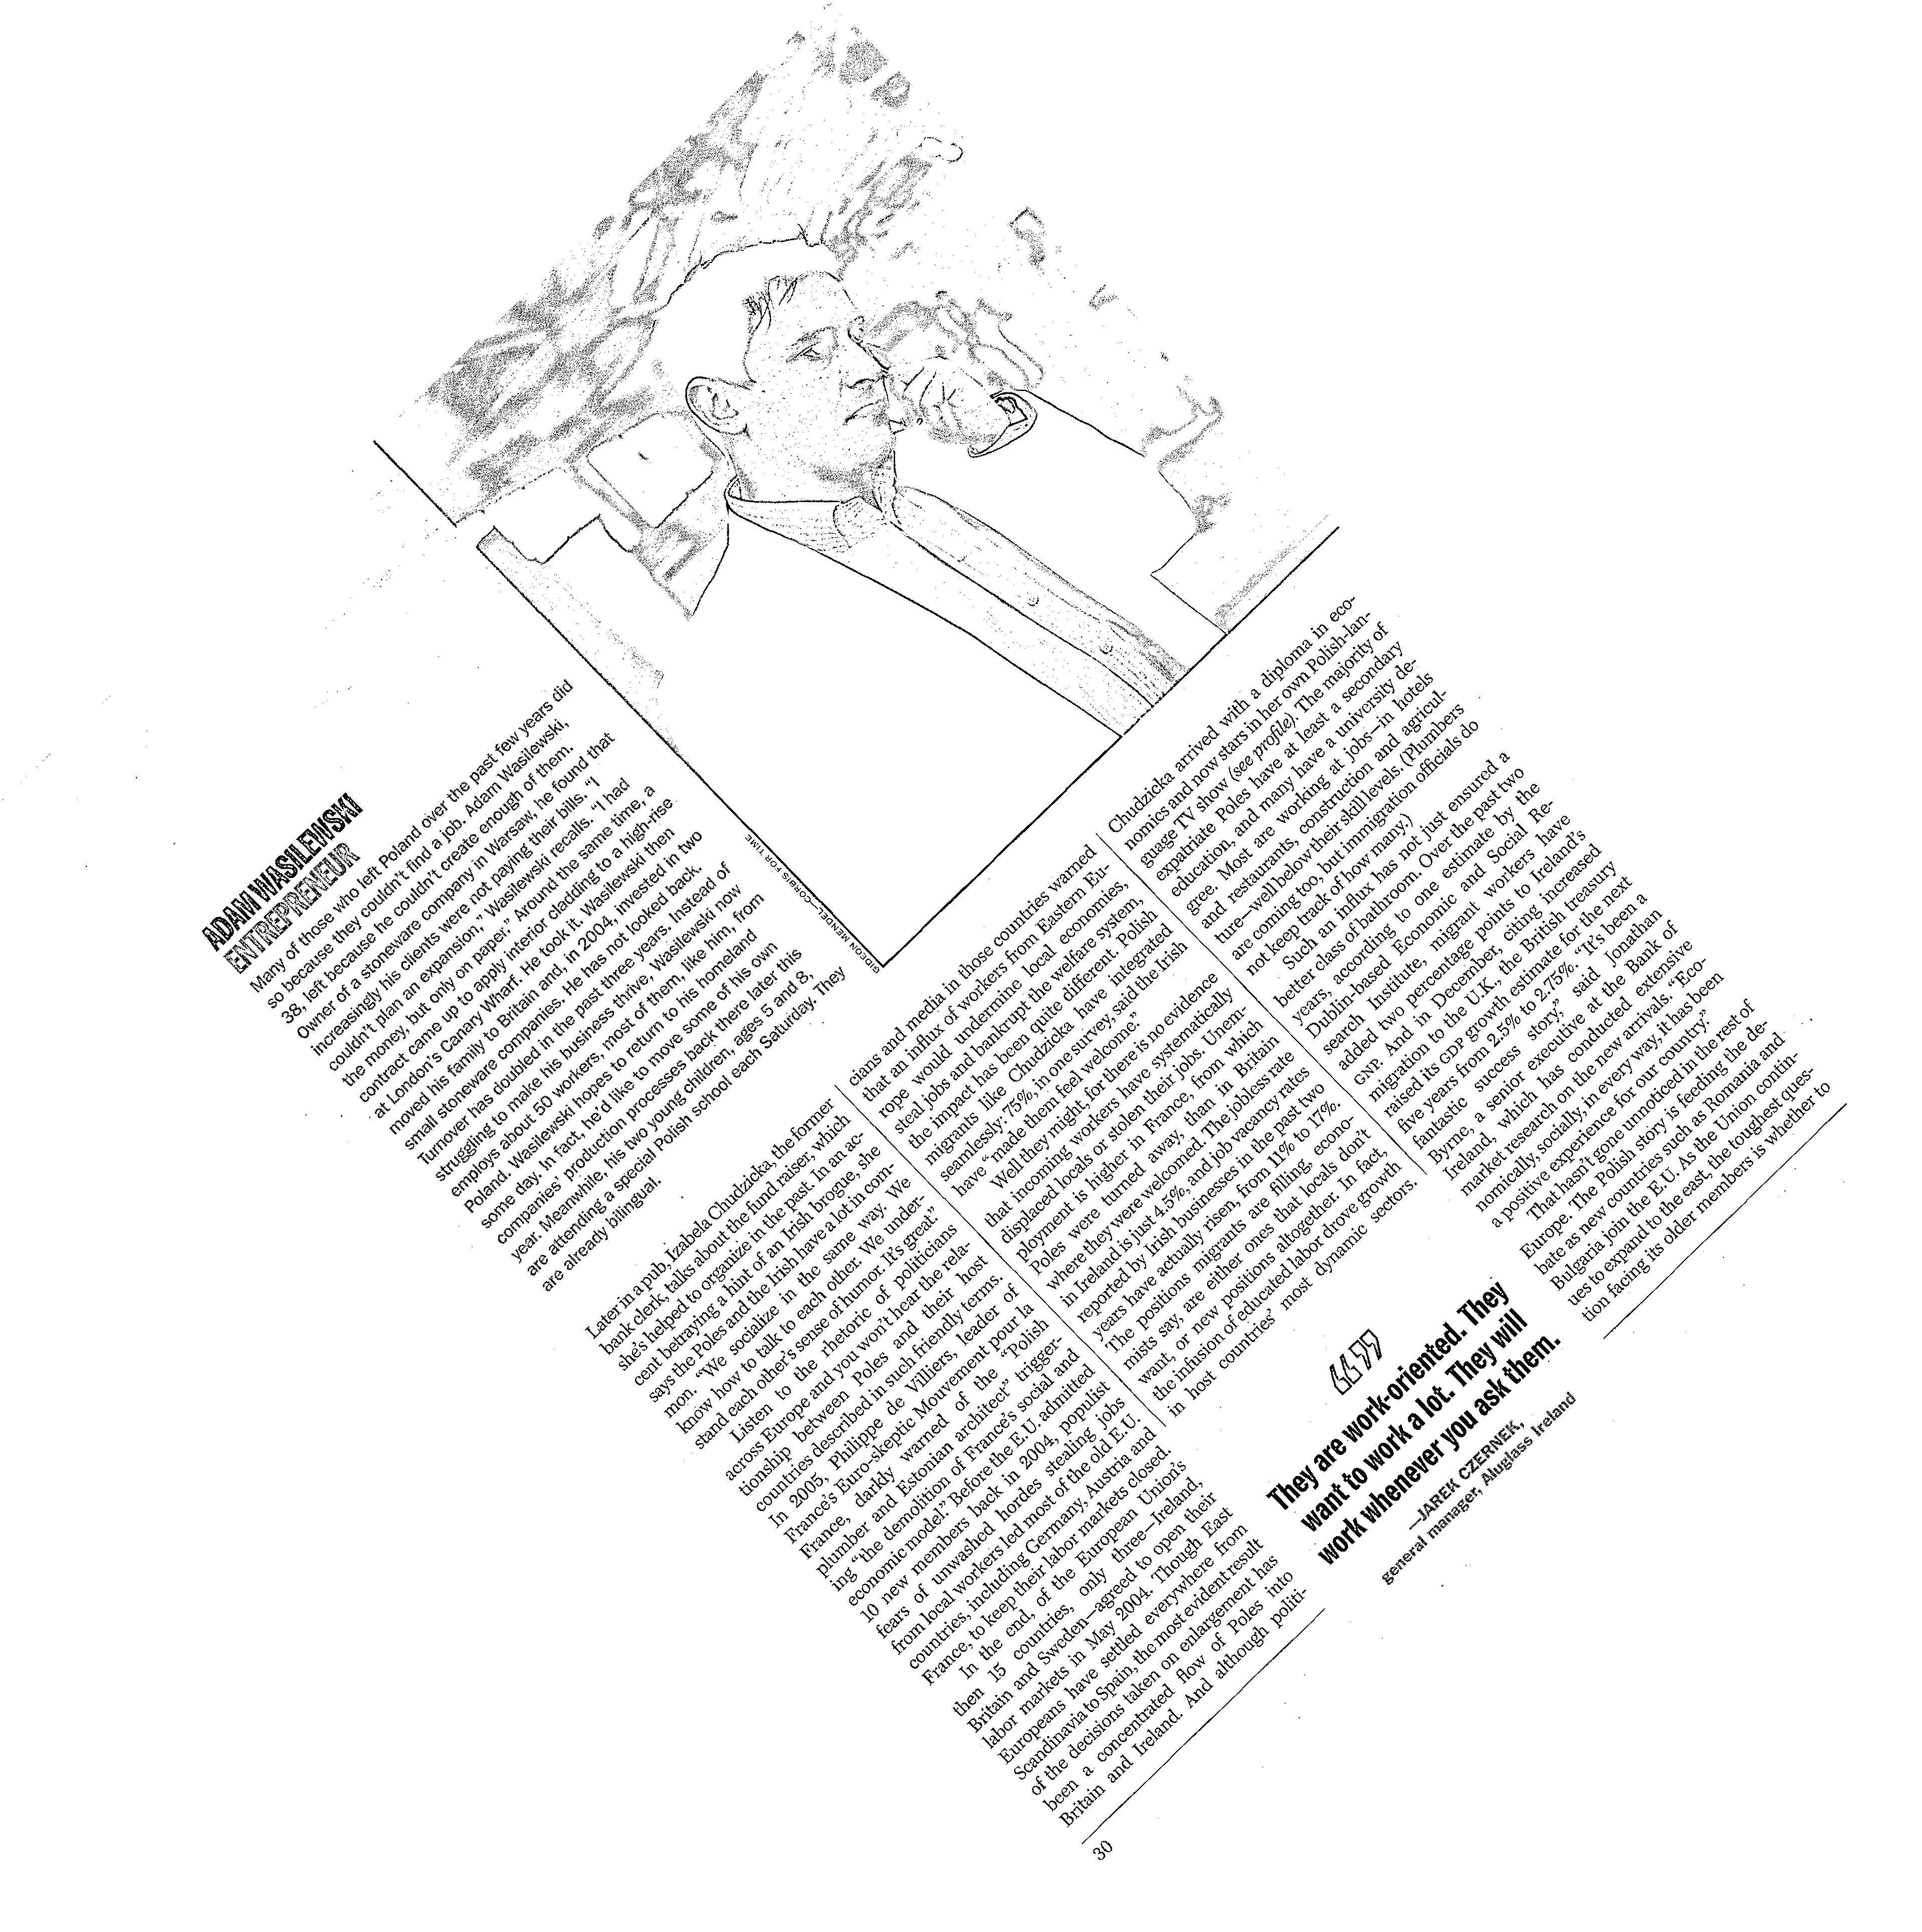 ADAM WASILEWSKI
ENTREPRENEUR
Many of those who left Poland over the past few years did
so because they couldn't find a job. Adam Wasilewski,
38, left because he couldn't create enough of them.
Owner of a stoneware company in Warsaw, he found that
increasingly his clients were not paying their bills. "I
couldn't plan an expansion," Wasilewski recalls. "I had
the money, but only on paper." Around the same time, a
contract came up to apply interior cladding to a high-rise
at London's Canary Wharf. He took it. Wasilewski then
moved his family to Britain and, in 2004, invested in two
small stoneware companies. He has not looked back.
Turnover has doubled in the past three years. Instead of
struggling to make his business thrive, Wasilewski now
employs about 50 workers, most of them, like him, from
Poland. Wasilewski hopes to return to his homeland
some day. In fact, he'd like to move some of his own
companies' production processes back there later this
year. Meanwhile, his two young children, ages 5 and 8,
are attending a special Polish school each Saturday. They
are already bilingual.
GIDEON MENDEL—CORBIS FOR TIME
Later in a pub, Izabela Chudzicka, the former
bank clerk, talks about the fund raiser, which
she's helped to organize in the past. In an ac-
cent betraying a hint of an Irish brogue, she
says the Poles and the Irish have a lot in com-
mon. "We socialize in the same way. We
know how to talk to each other. We under-
stand each other's sense of humor. It's great."
Listen to the rhetoric of politicians
across Europe and you won't hear the rela-
tionship between Poles and their host
countries described in such friendly terms.
In 2005, Philippe de Villiers, leader of
France's Euro-skeptic Mouvement pour la
France, darkly warned of the "Polish
plumber and Estonian architect" trigger-
ing "the demolition of France's social and
economic model." Before the E.U. admitted
10 new members back in 2004, populist
fears of unwashed hordes stealing jobs
from local workers led most of the old E.U.
countries, including Germany, Austria and
France, to keep their labor markets closed.
In the end, of the European Union's
then 15 countries, only three—Ireland,
Britain and Sweden—agreed to open their
labor markets in May 2004. Though East
Europeans have settled everywhere from
Scandinavia to Spain, the most evident result
of the decisions taken on enlargement has
been a concentrated flow of Poles into
Britain and Ireland. And although politi-
cians and media in those countries warned
that an influx of workers from Eastern Eu-
rope would undermine local economies,
steal jobs and bankrupt the welfare system,
the impact has been quite different. Polish
migrants like Chudzicka have integrated
seamlessly: 75%, in one survey, said the Irish
have "made them feel welcome."
Well they might, for there is no evidence
that incoming workers have systematically
displaced locals or stolen their jobs. Unem-
ployment is higher in France, from which
Poles were turned away, than in Britain
where they were welcomed. The jobless rate
in Ireland is just 4.5%, and job vacancy rates
reported by Irish businesses in the past two
years have actually risen, from 11% to 17%.
The positions migrants are filling, econo-
mists say, are either ones that locals don't
want, or new positions altogether. In fact,
the infusion of educated labor drove growth
in host countries' most dynamic sectors.
Chudzicka arrived with a diploma in eco-
nomics and now stars in her own Polish-lan-
guage TV show (see profile). The majority of
expatriate Poles have at least a secondary
education, and many have a university de-
gree. Most are working at jobs—in hotels
and restaurants, construction and agricul-
ture—well below their skill levels. (Plumbers
are coming too, but immigration officials do
not keep track of how many.)
Such an influx has not just ensured a
better class of bathroom. Over the past two
years, according to one estimate by the
Dublin-based Economic and Social Re-
search Institute, migrant workers have
added two percentage points to Ireland's
GNP. And in December, citing increased
migration to the U.K., the British treasury
raised its GDP growth estimate for the next
five years from 2.5% to 2.75%. "It's been a
fantastic success story," said Jonathan
Byrne, a senior executive at the Bank of
Ireland, which has conducted extensive
market research on the new arrivals. "Eco-
nomically, socially, in every way, it has been
a positive experience for our country."
That hasn't gone unnoticed in the rest of
Europe. The Polish story is feeding the de-
bate as new countries such as Romania and
Bulgaria join the E.U. As the Union contin-
ues to expand to the east, the toughest ques-
tion facing its older members is whether to
“”
They are work-oriented. They
want to work a lot. They will
work whenever you ask them.
—JAREK CZERNEK,
general manager, Aluglass Ireland
30